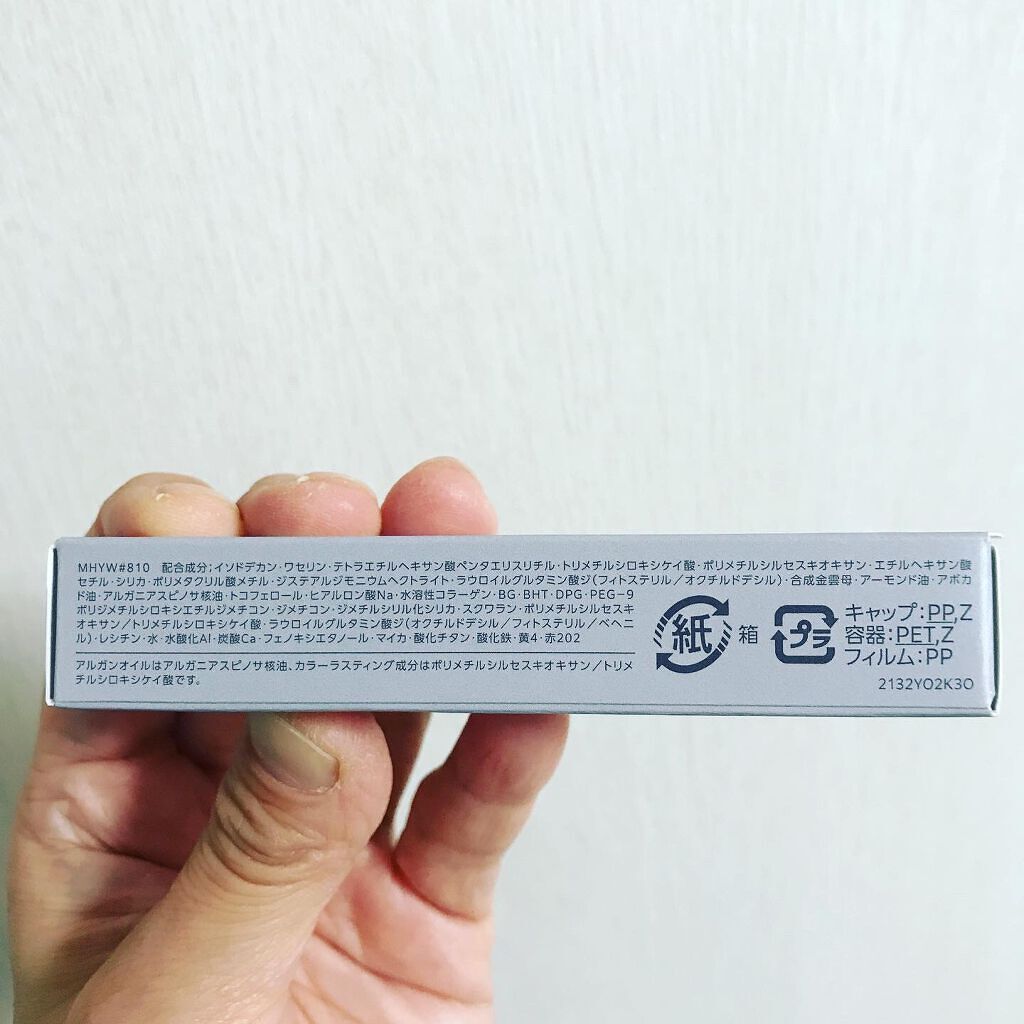 MHYW#810 配合成分;イソドデカン・ワセリン・テトラエチルヘキサン酸ペンタエリスリチル・トリメチルシロキシケイ酸・ポリメチルシルセスキオキサン・エチルヘキサン酸
セチル・シリカ・ポリメタクリル酸メチル・ジステアルジモニウムヘクトライト・ラウロイルグルタミン酸ジ(フィトステリル/オクチルドデシル)・合成金雲母・アーモンド油・アボカ
ド油・アルガニアスピノサ核油・トコフェロール・ヒアルロン酸Na・水溶性コラーゲン・BG・BHT・DPG・PEG-9
ポリジメチルシロキシエチルジメチコン・ジメチコン・ジメチルシリル化シリカ・スクワラン・ポリメチルシルセスキ
オキサン/トリメチルシロキシケイ酸・ラウロイルグルタミン酸ジ(オクチルドデシル/フィトステリル/ベヘニ
ル)・レシチン・水・水酸化Al・炭酸Ca・フェノキシエタノール・マイカ・酸化チタン・酸化鉄・黄4・赤202
アルガンオイルはアルガニアスピノサ核油、カラーラスティング成分はポリメチルシルセスキオキサン/トリメ
チルシロキシケイ酸です。
紙 箱
プラ
キャップ:PP,Z
容器:PET,Z
フィルム:PP
2132YO2K3O